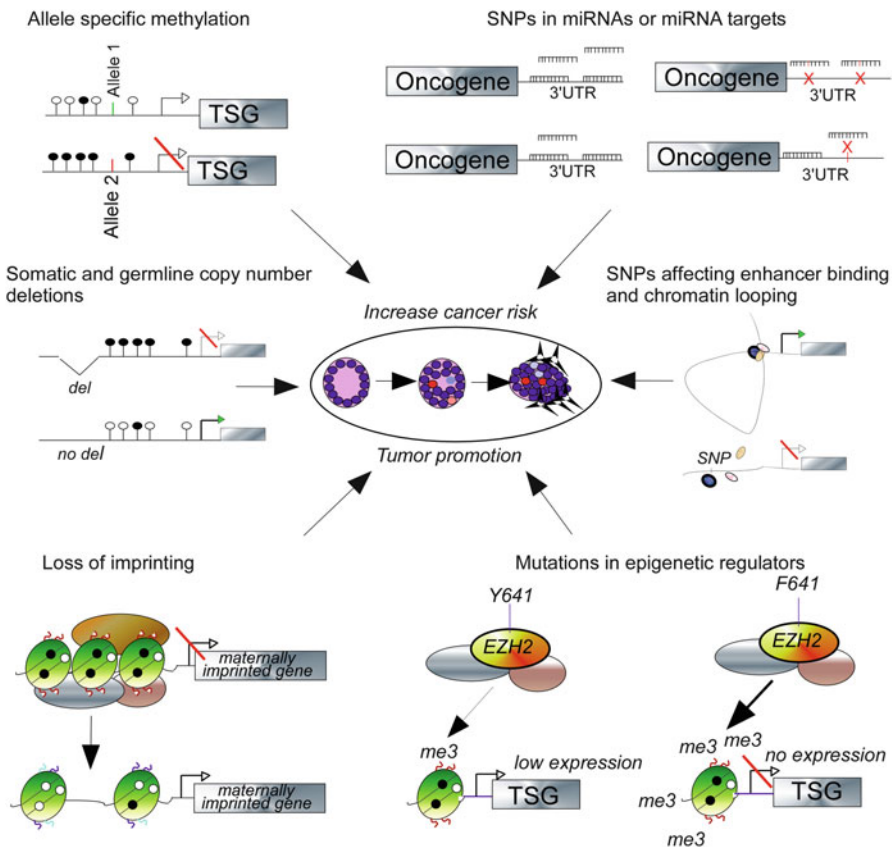 Allele specific methylation
Allele 1
TSG
Allele 2
TSG
SNPs in miRNAs or miRNA targets
Oncogene
3'UTR
Oncogene
X X
3'UTR
Oncogene
3'UTR
Oncogene
X
3'UTR
Somatic and germline copy number
deletions
del
no del
Increase cancer risk
Tumor promotion
SNPs affecting enhancer binding
and chromatin looping
SNP
Loss of imprinting
maternally
imprinted gene
maternally
imprinted gene
Mutations in epigenetic regulators
Y641
EZH2
me3
low expression
TSG
F641
EZH2
me3
me3
no expression
me3
TSG
me3